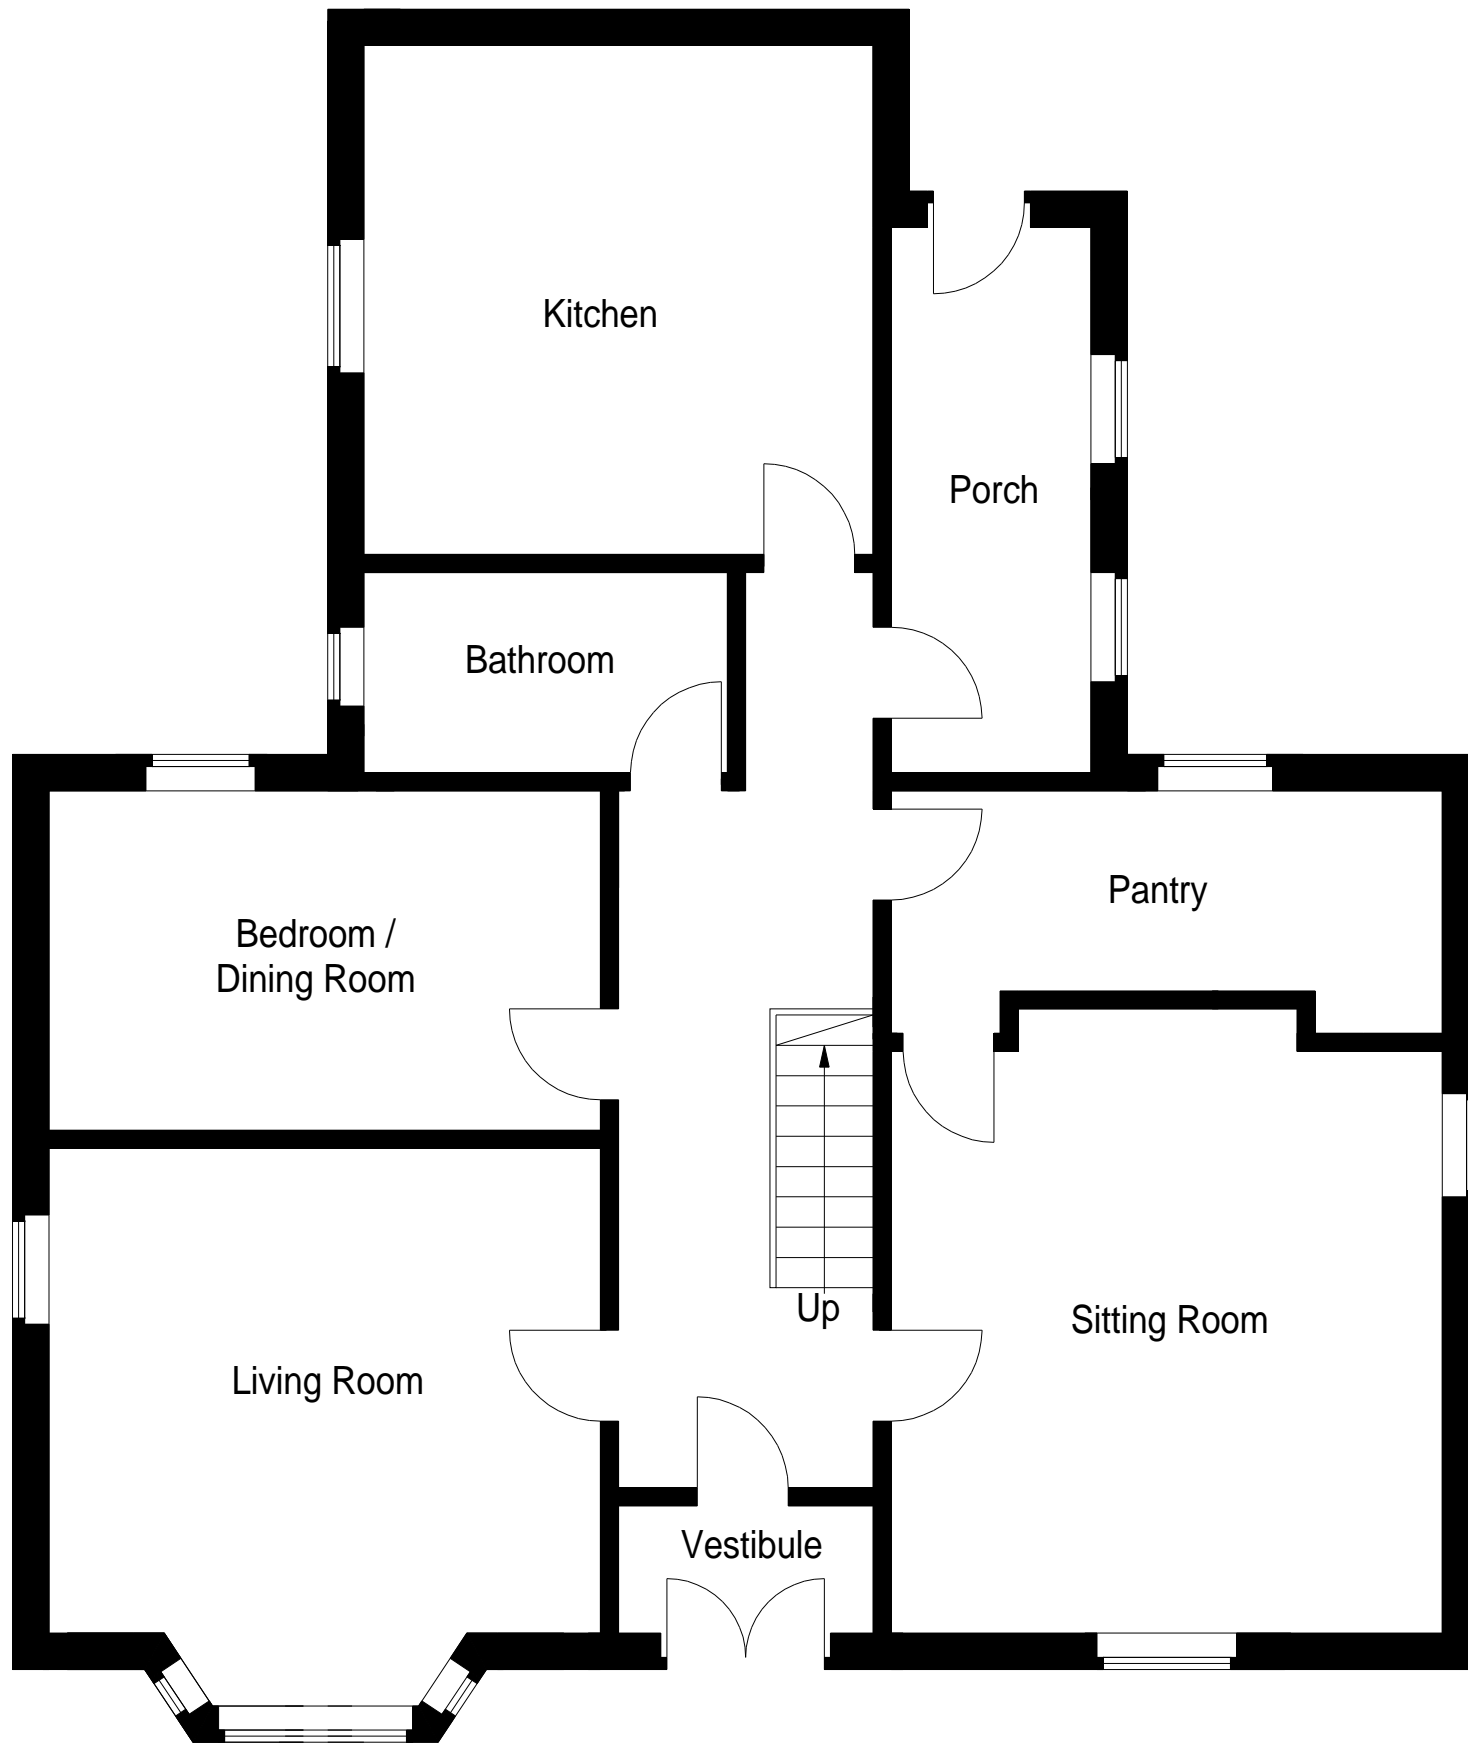 Kitchen
Porch
Bathroom
Pantry
Bedroom /
Dining Room
Up
Sitting Room
Living Room
Vestibule